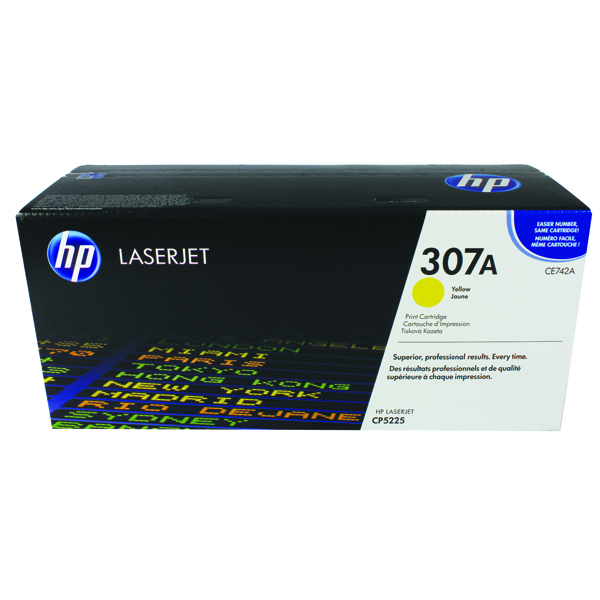 hp
hp
LASERJET
307A
Yellow
Jaune
Print Cartridge
Cartouche d'Impression
Tisková Kazeta
EASIER NUMBER,
SAME CARTRIDGE!
NUMÉRO FACILE,
MÊME CARTOUCHE !
CE742A
Superior, professional results. Every time.
Des résultats professionnels et de qualité
supérieure à chaque impression.
HP LASERJET
CP5225
LONDON
MIAMI
PARIS
TOKYO
HONG KONG
NEW YORK
MADRID
RIO DEJANE
SYDNEY